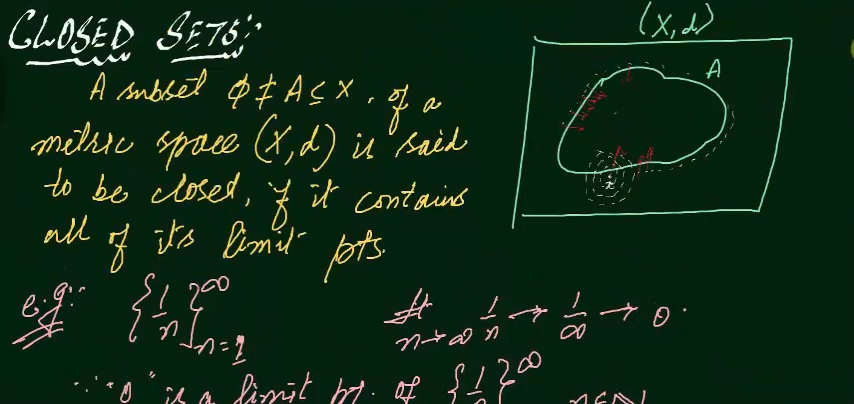 CLOSED SETS:
(X, d)
A
A subset φ ≠ A ⊆ X, of a
metric space (X, d) is said
to be closed, if it contains
all of its limit pts.
x
e.g:- {1/n}_{n=1}^∞
lt_{n→∞} 1/n → 1/∞ → 0.
∵ "0" is a limit pt. of {1/n}^∞ n∈ℕ